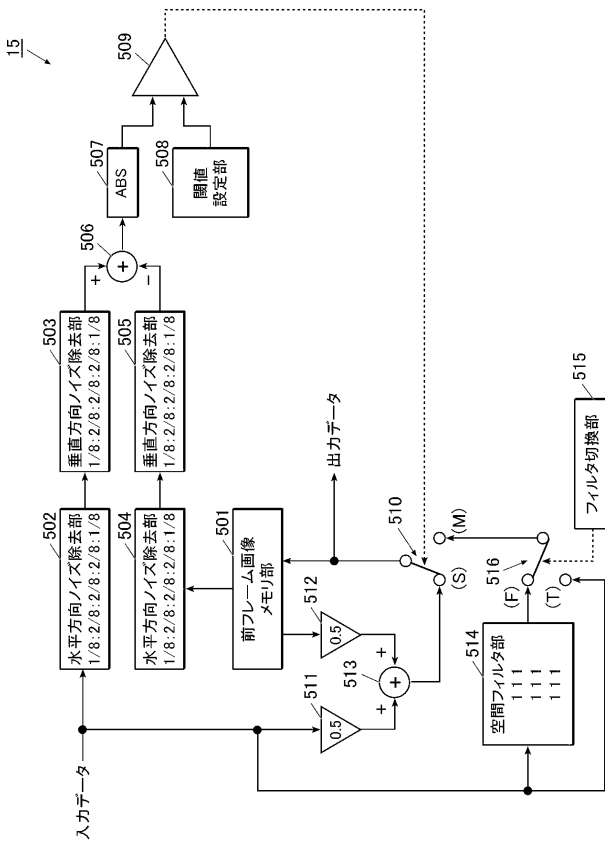 15
入力データ
502
水平方向ノイズ除去部
1/8:2/8:2/8:2/8:1/8
503
垂直方向ノイズ除去部
1/8:2/8:2/8:2/8:1/8
504
水平方向ノイズ除去部
1/8:2/8:2/8:2/8:1/8
505
垂直方向ノイズ除去部
1/8:2/8:2/8:2/8:1/8
506
+
+
−
507
ABS
508
閾値
設定部
509
501
前フレーム画像
メモリ部
出力データ
511
0.5
512
0.5
513
+
+
+
510
(S)
(M)
514
空間フィルタ部
1 1 1
1 1 1
1 1 1
516
(F)
(T)
515
フィルタ切換部